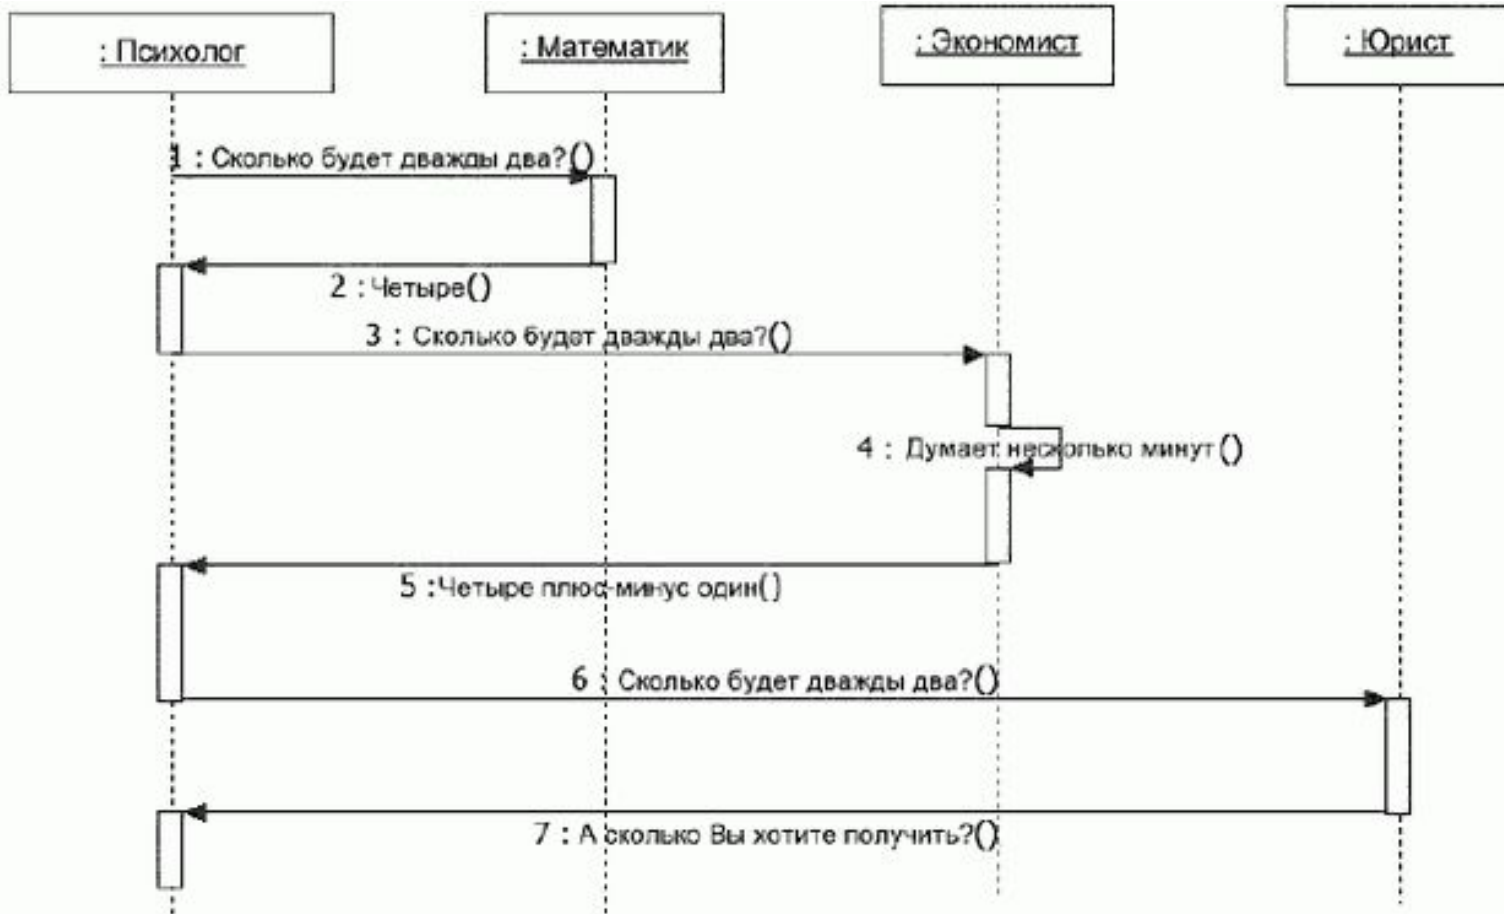 : Психолог
: Математик
: Экономист
: Юрист
1 : Сколько будет дважды два?()
2 : Четыре()
3 : Сколько будет дважды два?()
4 : Думает несколько минут()
5 :Четыре плюс-минус один()
6 : Сколько будет дважды два?()
7 : А сколько Вы хотите получить?()